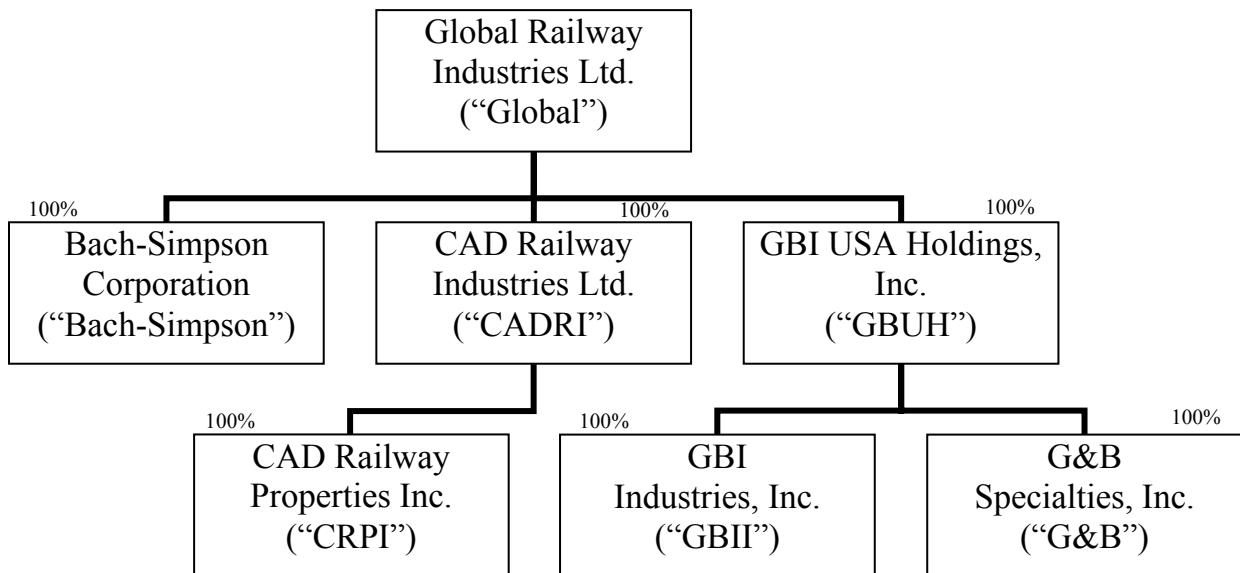 Global Railway
Industries Ltd.
(“Global”)
100%
100%
100%
Bach-Simpson
Corporation
(“Bach-Simpson”)
CAD Railway
Industries Ltd.
(“CADRI”)
GBI USA Holdings,
Inc.
(“GBUH”)
100%
100%
100%
CAD Railway
Properties Inc.
(“CRPI”)
GBI
Industries, Inc.
(“GBII”)
G&B
Specialties, Inc.
(“G&B”)